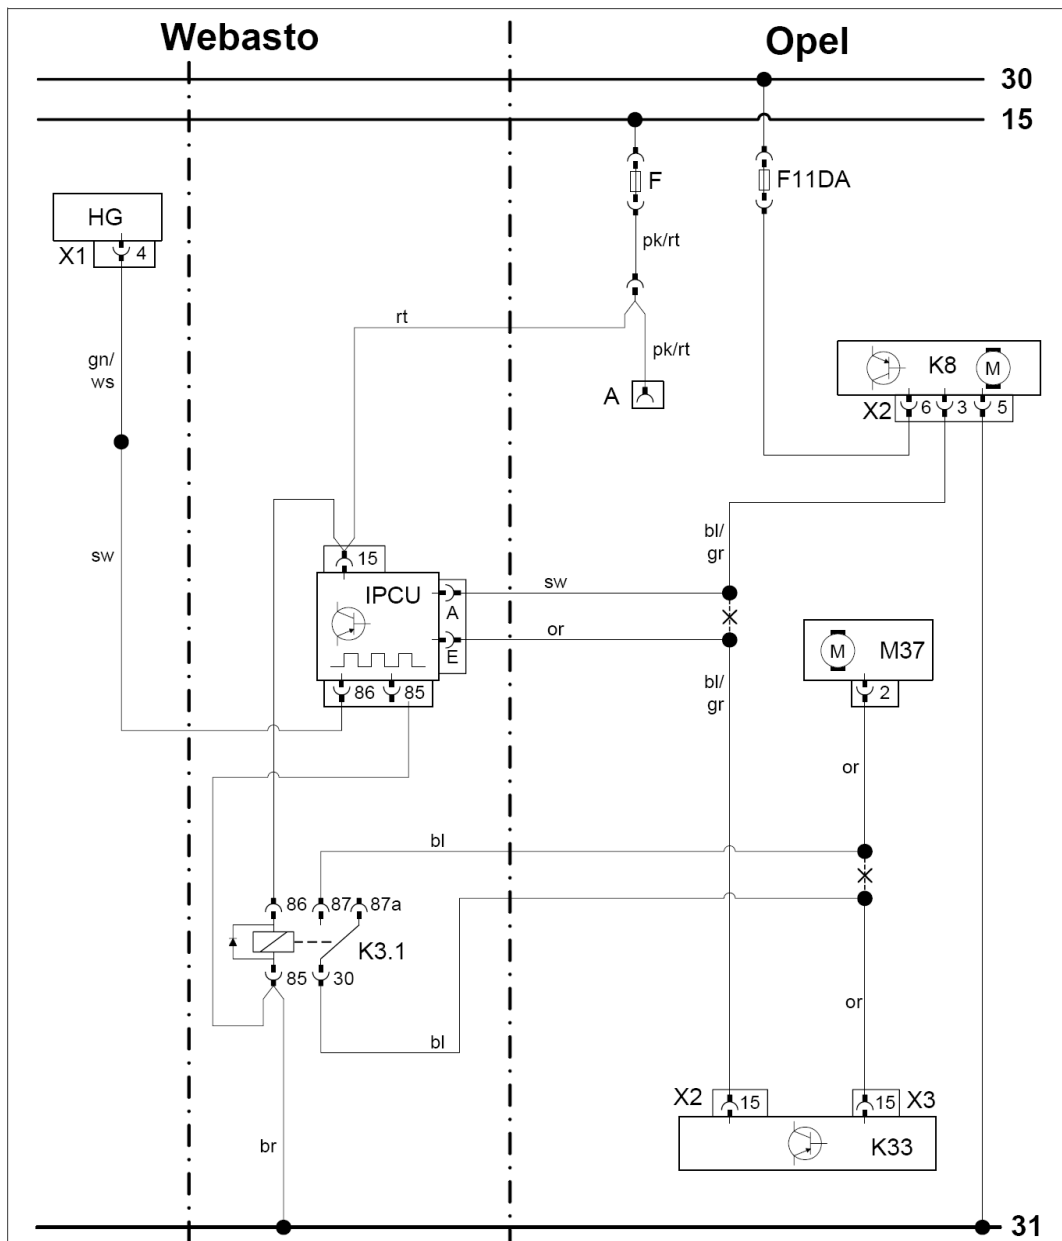 Webasto Opel
30
15
F F11DA
HG
X1 4
pk/rt
rt
pk/rt
gn/
ws
K8 M
A
X2 6 3 5
bl/
gr
sw
15
IPCU
sw
A
or
E
M M37
86 85
bl/
gr
2
or
bl
86 87 87a
K3.1
85 30
or
bl
X2 15 15 X3
br
K33
31